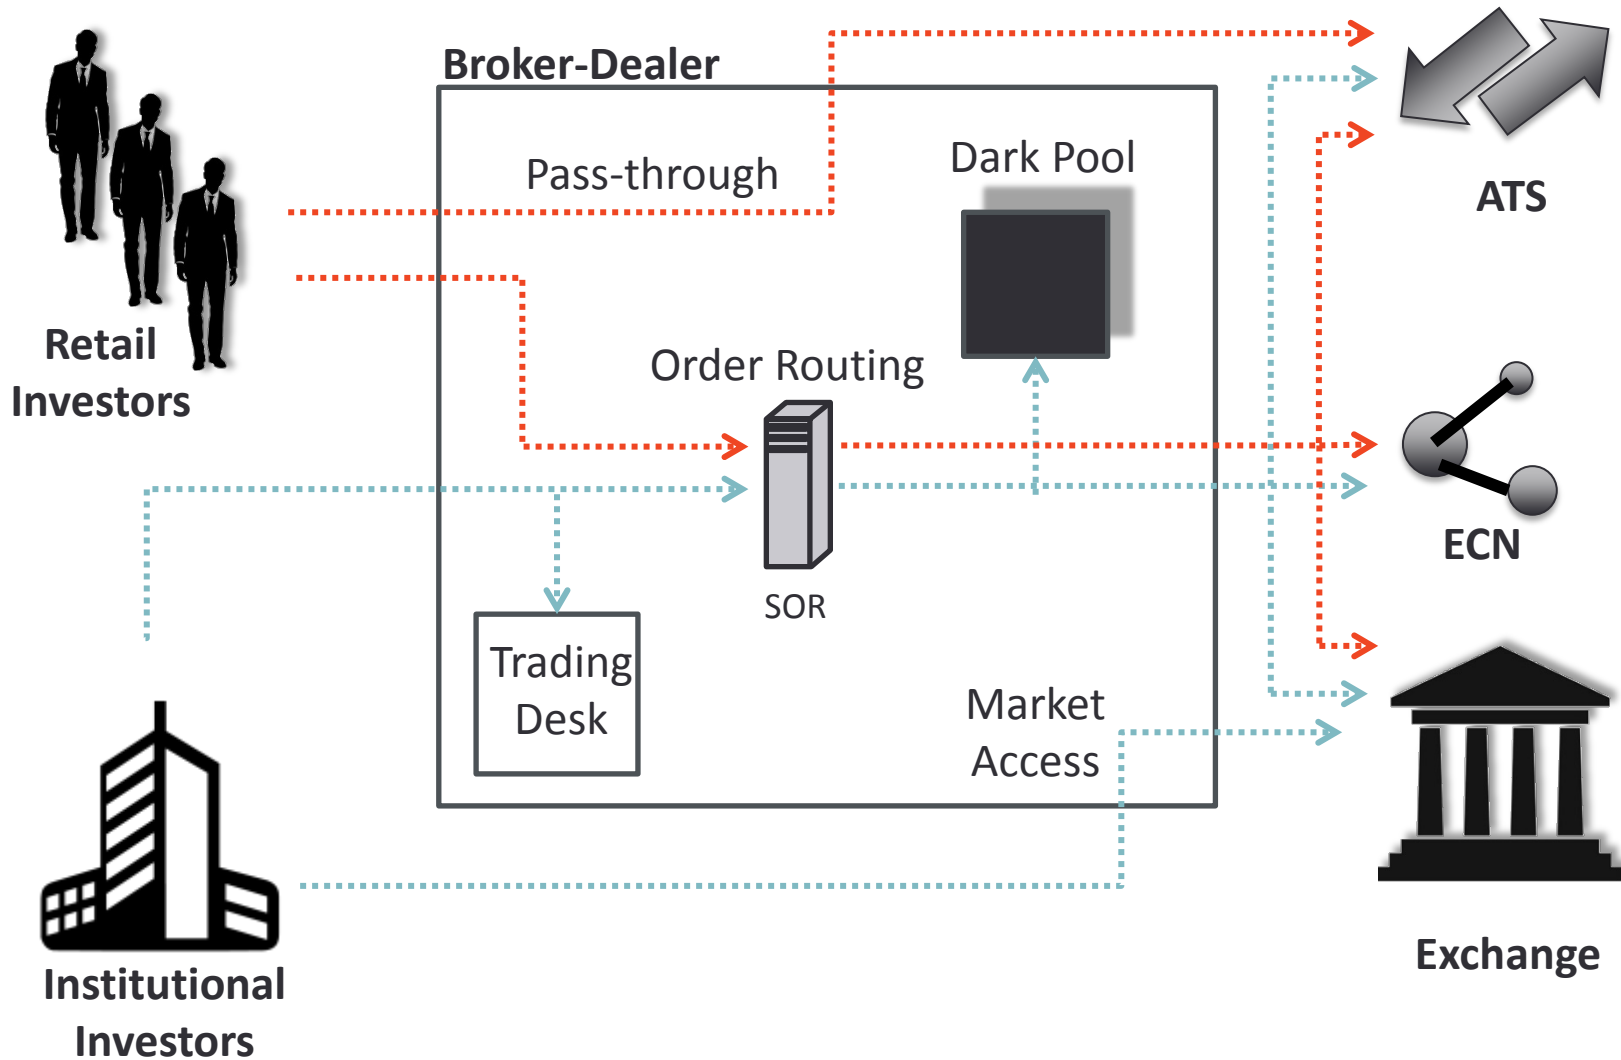 Broker-Dealer
Pass-through
Dark Pool
ATS
Retail
Investors
Order Routing
SOR
ECN
Trading
Desk
Market
Access
Exchange
Institutional
Investors